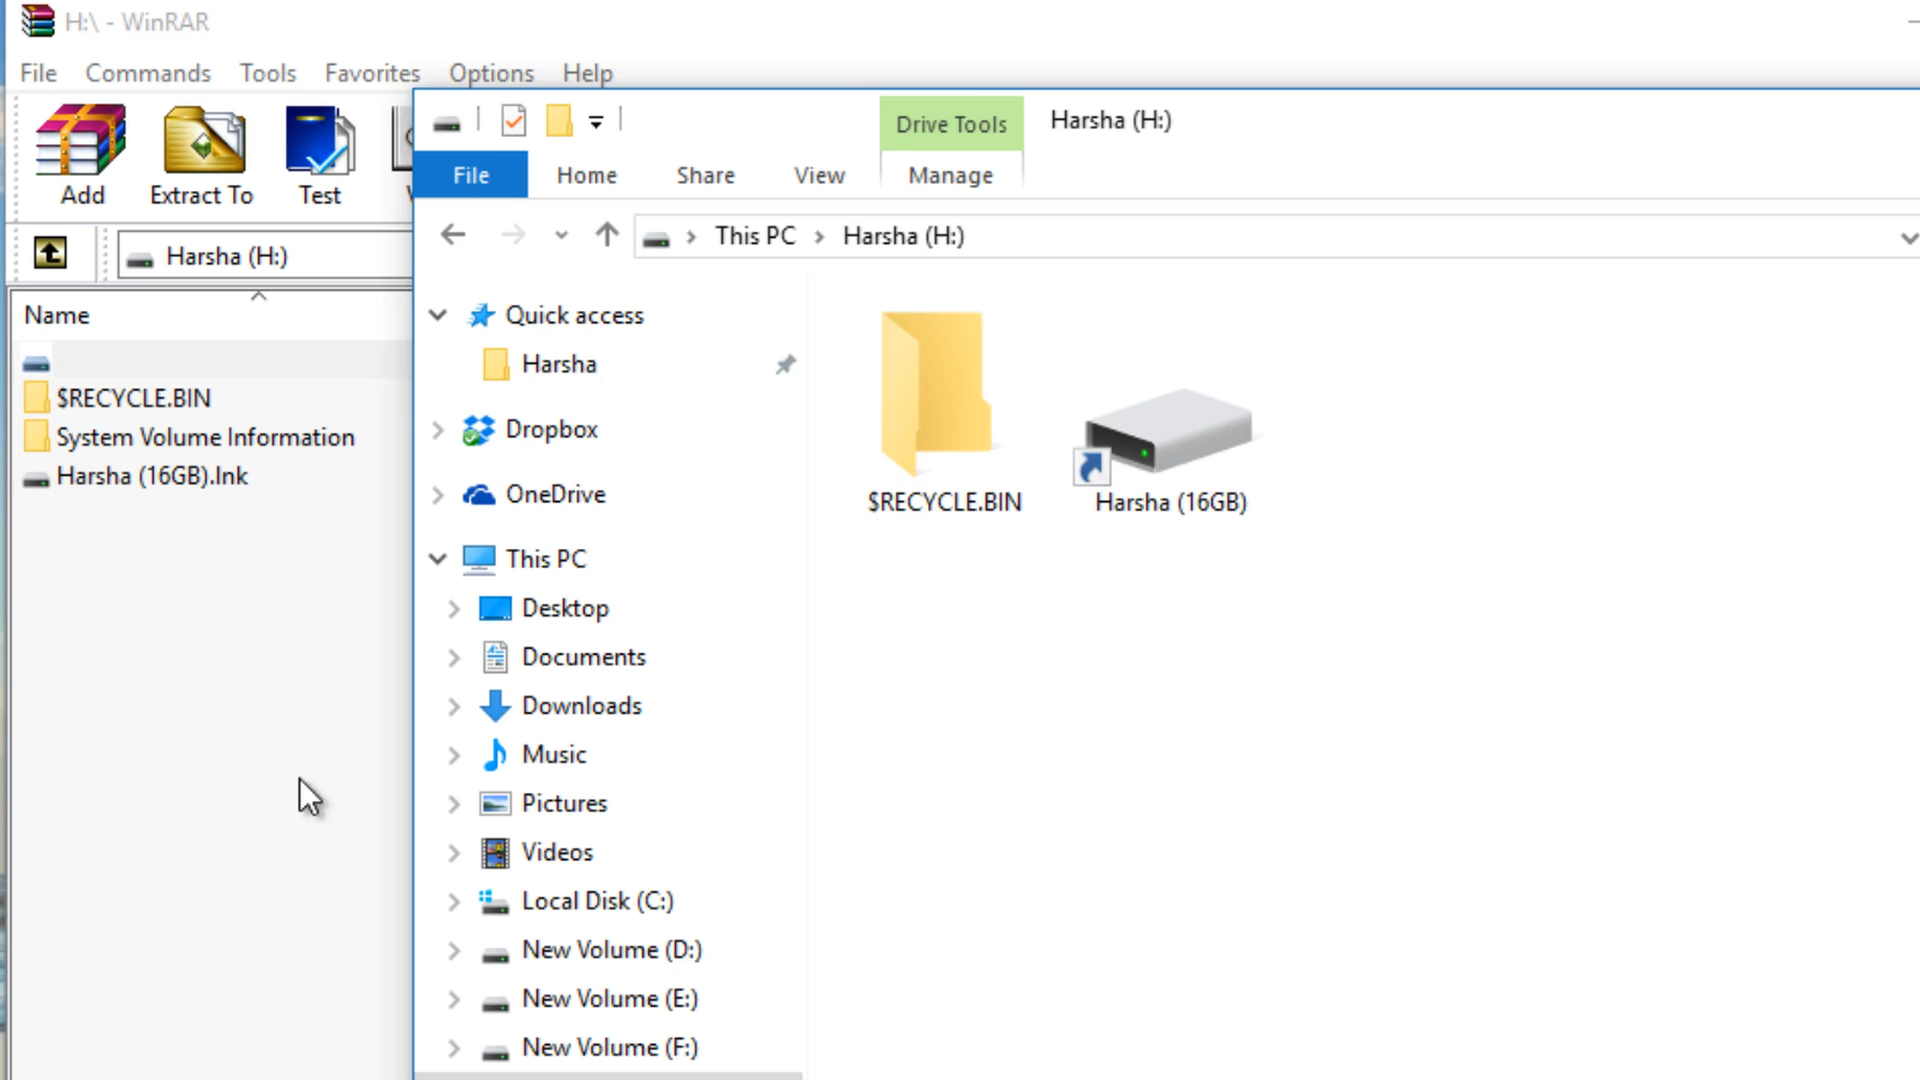 H:\ - WinRAR
File Commands Tools Favorites Options Help
Add Extract To Test
Harsha (H:)
Name
$RECYCLE.BIN
System Volume Information
Harsha (16GB).lnk
Drive Tools Harsha (H:)
File Home Share View Manage
This PC Harsha (H:)
Quick access
Harsha
Dropbox
OneDrive
This PC
Desktop
Documents
Downloads
Music
Pictures
Videos
Local Disk (C:)
New Volume (D:)
New Volume (E:)
New Volume (F:)
$RECYCLE.BIN
Harsha (16GB)